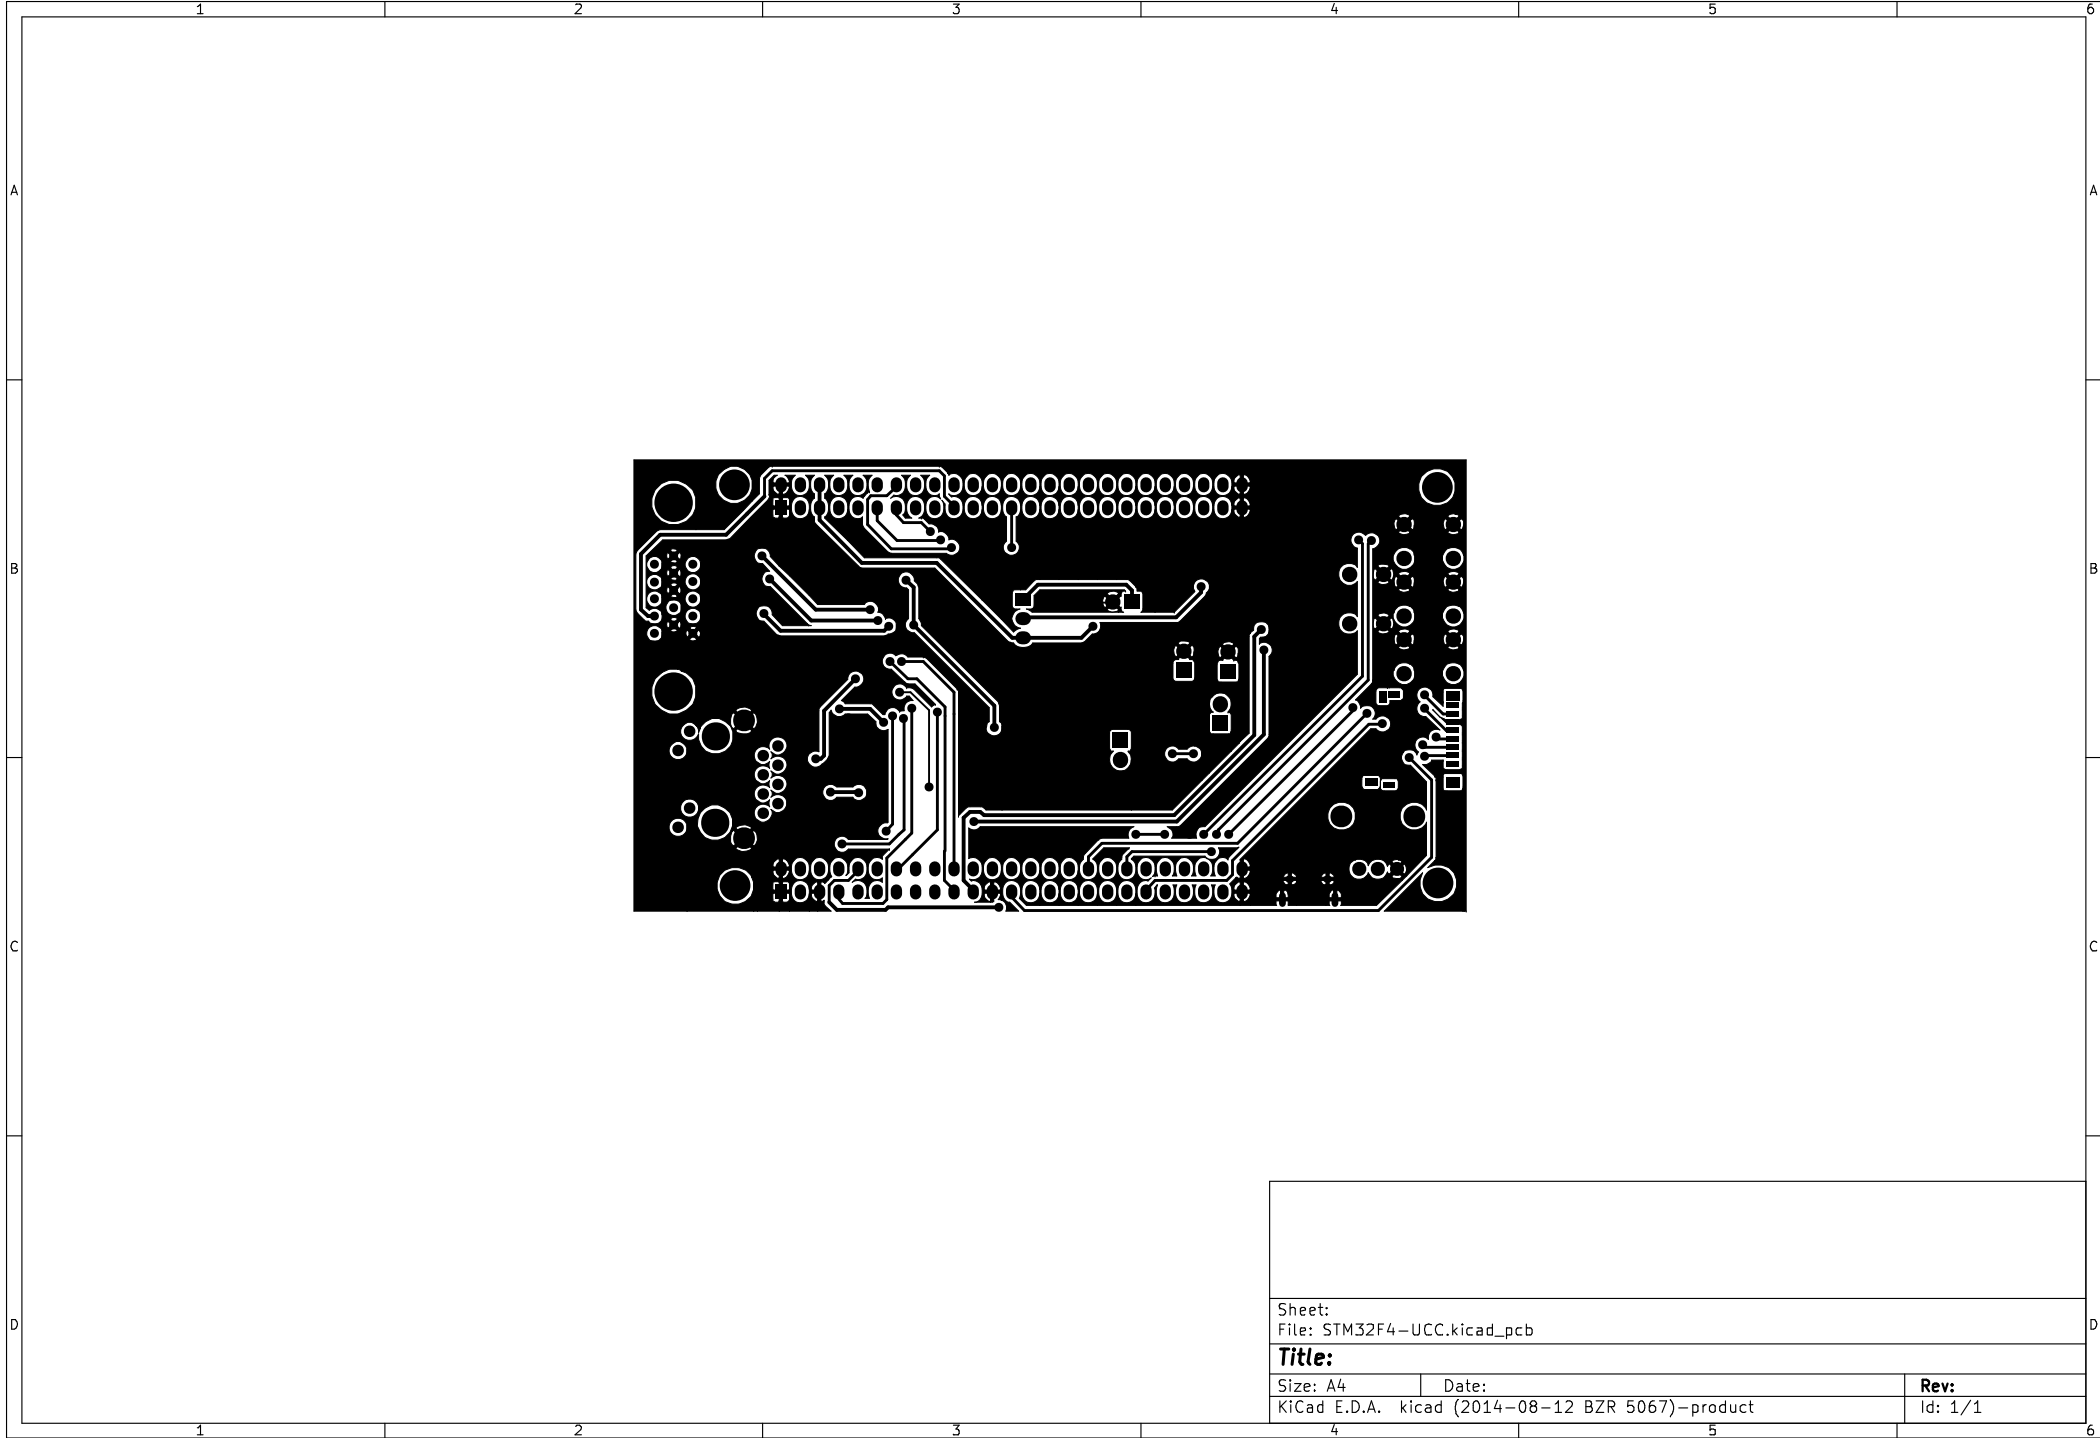 1 2 3 4 5 6
A A
B B
C C
D D
Sheet:
File: STM32F4-UCC.kicad_pcb
Title:
Size: A4 Date: Rev:
KiCad E.D.A. kicad (2014-08-12 BZR 5067)-product Id: 1/1
1 2 3 4 5 6